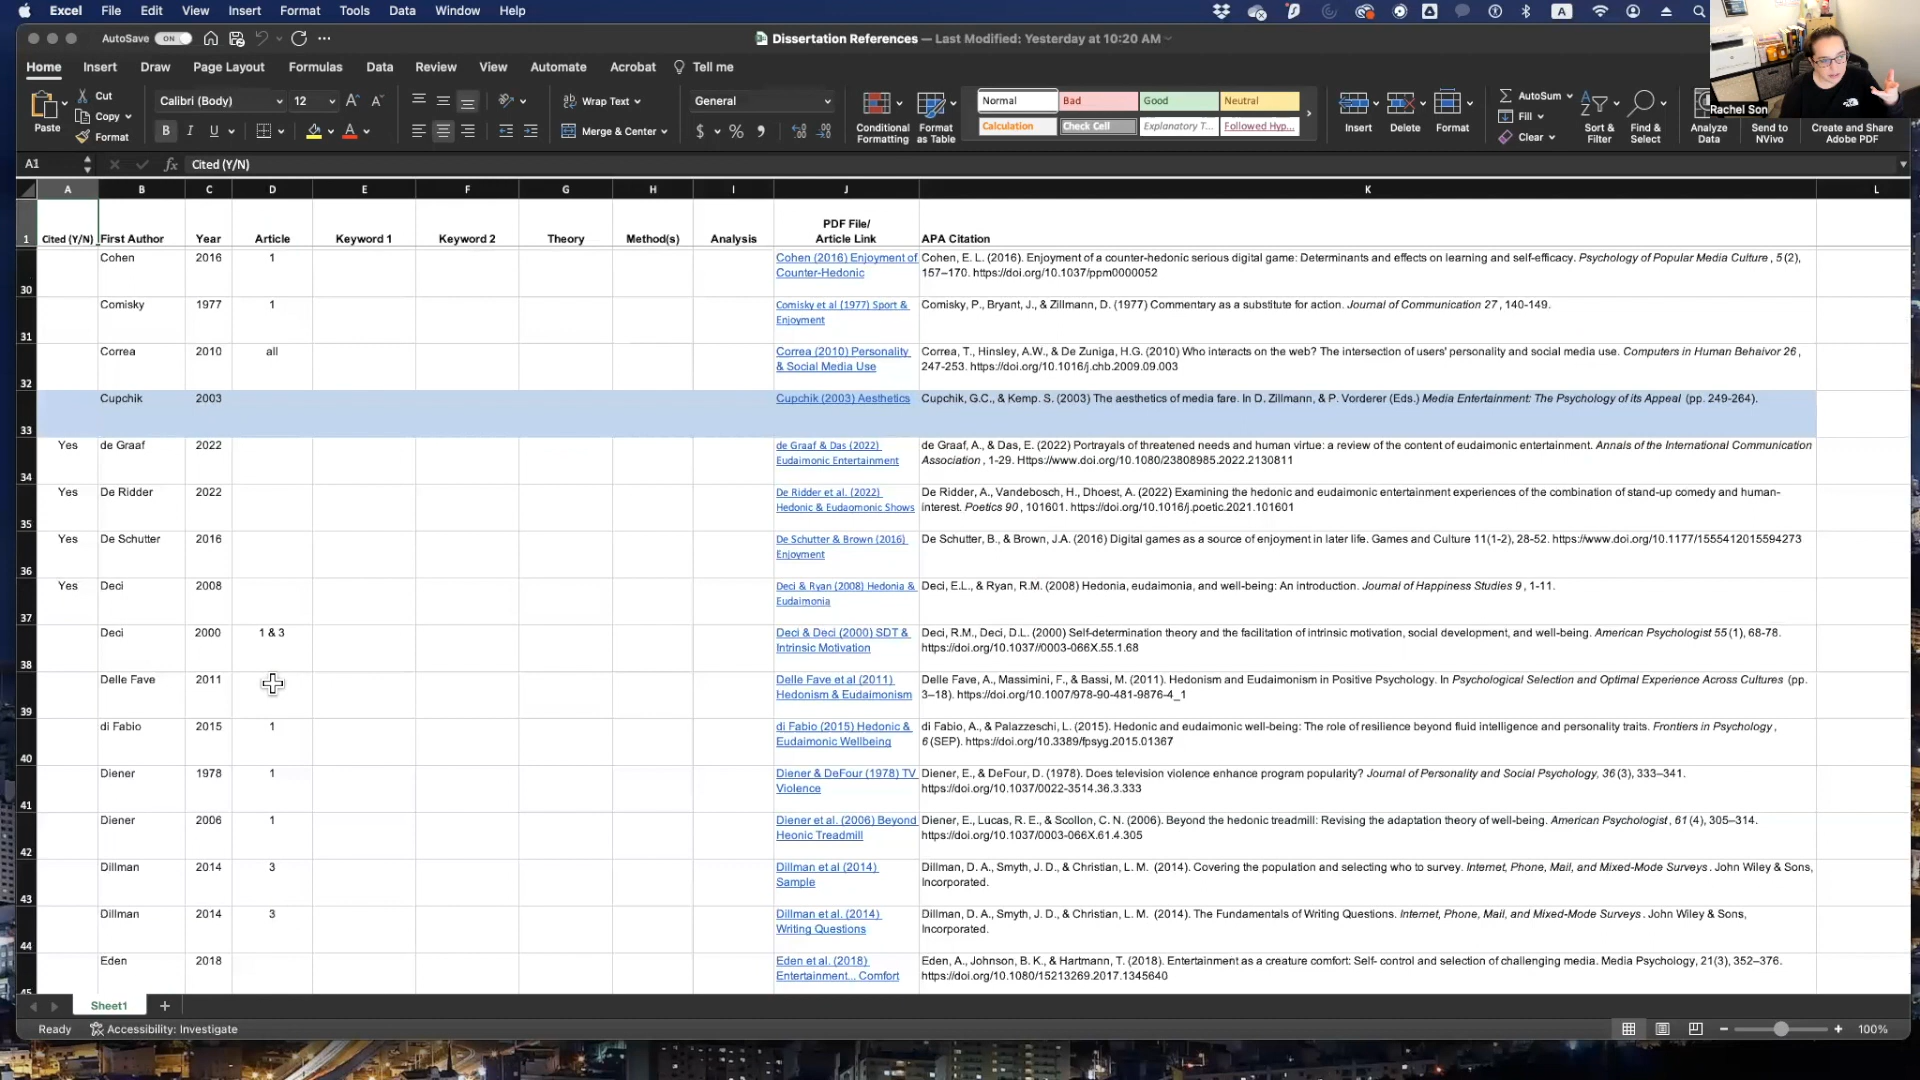 Excel File Edit View Insert Format Tools Data Window Help
AutoSave ON Dissertation References — Last Modified: Yesterday at 10:20 AM
Home Insert Draw Page Layout Formulas Data Review View Automate Acrobat Tell me
Paste Cut Copy Format
Calibri (Body) 12
B I U
Wrap Text
Merge & Center
General
$ %
Conditional Formatting
Format as Table
Normal Bad Good Neutral
Calculation Check Cell Explanatory T... Followed Hyp...
Insert Delete Format
AutoSum
Fill
Clear
Sort & Filter
Find & Select
Analyze Data
Send to NVivo
Create and Share Adobe PDF
Rachel Son
A1 fx Cited (Y/N)
A B C D E F G H I J K L
1 Cited (Y/N) First Author Year Article Keyword 1 Keyword 2 Theory Method(s) Analysis PDF File/ Article Link APA Citation
30 Cohen 2016 1 Cohen (2016) Enjoyment of Counter-Hedonic Cohen, E. L. (2016). Enjoyment of a counter-hedonic serious digital game: Determinants and effects on learning and self-efficacy. Psychology of Popular Media Culture, 5(2), 157–170. https://doi.org/10.1037/ppm0000052
31 Comisky 1977 1 Comisky et al (1977) Sport & Enjoyment Comisky, P., Bryant, J., & Zillmann, D. (1977) Commentary as a substitute for action. Journal of Communication 27, 140-149.
32 Correa 2010 all Correa (2010) Personality & Social Media Use Correa, T., Hinsley, A.W., & De Zuniga, H.G. (2010) Who interacts on the web? The intersection of users' personality and social media use. Computers in Human Behaivor 26, 247-253. https://doi.org/10.1016/j.chb.2009.09.003
33 Cupchik 2003 Cupchik (2003) Aesthetics Cupchik, G.C., & Kemp. S. (2003) The aesthetics of media fare. In D. Zillmann, & P. Vorderer (Eds.) Media Entertainment: The Psychology of its Appeal (pp. 249-264).
34 Yes de Graaf 2022 de Graaf & Das (2022) Eudaimonic Entertainment de Graaf, A., & Das, E. (2022) Portrayals of threatened needs and human virtue: a review of the content of eudaimonic entertainment. Annals of the International Communication Association, 1-29. Https://www.doi.org/10.1080/23808985.2022.2130811
35 Yes De Ridder 2022 De Ridder et al. (2022) Hedonic & Eudaomonic Shows De Ridder, A., Vandebosch, H., Dhoest, A. (2022) Examining the hedonic and eudaimonic entertainment experiences of the combination of stand-up comedy and human-interest. Poetics 90, 101601. https://doi.org/10.1016/j.poetic.2021.101601
36 Yes De Schutter 2016 De Schutter & Brown (2016) Enjoyment De Schutter, B., & Brown, J.A. (2016) Digital games as a source of enjoyment in later life. Games and Culture 11(1-2), 28-52. https://www.doi.org/10.1177/1555412015594273
37 Yes Deci 2008 Deci & Ryan (2008) Hedonia & Eudaimonia Deci, E.L., & Ryan, R.M. (2008) Hedonia, eudaimonia, and well-being: An introduction. Journal of Happiness Studies 9, 1-11.
38 Deci 2000 1 & 3 Deci & Deci (2000) SDT & Intrinsic Motivation Deci, R.M., Deci, D.L. (2000) Self-determination theory and the facilitation of intrinsic motivation, social development, and well-being. American Psychologist 55(1), 68-78. https://doi.org/10.1037//0003-066X.55.1.68
39 Delle Fave 2011 Delle Fave et al (2011) Hedonism & Eudaimonism Delle Fave, A., Massimini, F., & Bassi, M. (2011). Hedonism and Eudaimonism in Positive Psychology. In Psychological Selection and Optimal Experience Across Cultures (pp. 3–18). https://doi.org/10.1007/978-90-481-9876-4_1
40 di Fabio 2015 1 di Fabio (2015) Hedonic & Eudaimonic Wellbeing di Fabio, A., & Palazzeschi, L. (2015). Hedonic and eudaimonic well-being: The role of resilience beyond fluid intelligence and personality traits. Frontiers in Psychology, 6(SEP). https://doi.org/10.3389/fpsyg.2015.01367
41 Diener 1978 1 Diener & DeFour (1978) TV Violence Diener, E., & DeFour, D. (1978). Does television violence enhance program popularity? Journal of Personality and Social Psychology, 36(3), 333–341. https://doi.org/10.1037/0022-3514.36.3.333
42 Diener 2006 1 Diener et al. (2006) Beyond Heonic Treadmill Diener, E., Lucas, R. E., & Scollon, C. N. (2006). Beyond the hedonic treadmill: Revising the adaptation theory of well-being. American Psychologist, 61(4), 305–314. https://doi.org/10.1037/0003-066X.61.4.305
43 Dillman 2014 3 Dillman et al (2014) Sample Dillman, D. A., Smyth, J. D., & Christian, L. M. (2014). Covering the population and selecting who to survey. Internet, Phone, Mail, and Mixed-Mode Surveys. John Wiley & Sons, Incorporated.
44 Dillman 2014 3 Dillman et al. (2014) Writing Questions Dillman, D. A., Smyth, J. D., & Christian, L. M. (2014). The Fundamentals of Writing Questions. Internet, Phone, Mail, and Mixed-Mode Surveys. John Wiley & Sons, Incorporated.
45 Eden 2018 Eden et al. (2018) Entertainment... Comfort Eden, A., Johnson, B. K., & Hartmann, T. (2018). Entertainment as a creature comfort: Self- control and selection of challenging media. Media Psychology, 21(3), 352–376. https://doi.org/10.1080/15213269.2017.1345640
Sheet1
Ready Accessibility: Investigate 100%